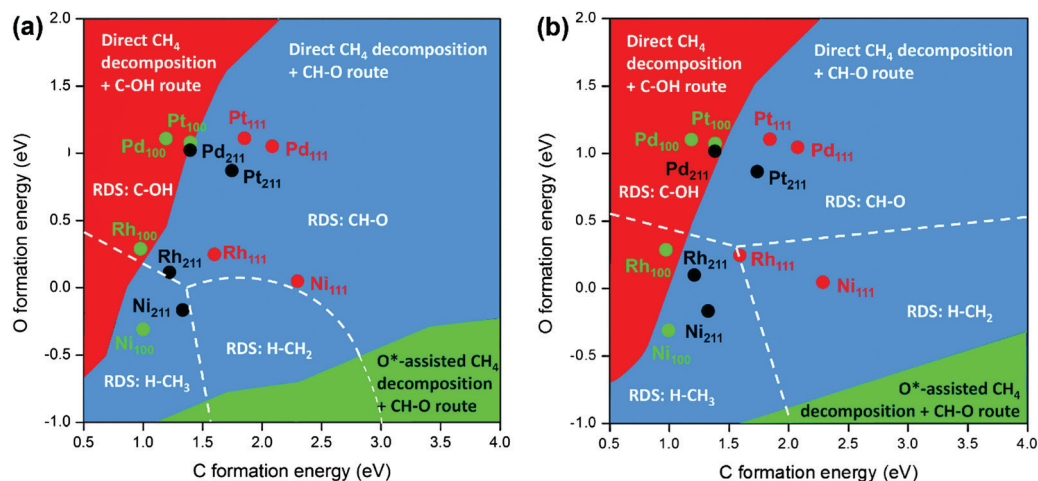 (a)
2.0
1.5
1.0
0.5
0.0
-0.5
-1.0
O formation energy (eV)
Direct CH4
decomposition
+ C-OH route
Direct CH4 decomposition
+ CH-O route
Pt100
Pd100
Pt111
Pd111
Pd211
Pt211
RDS: C-OH
RDS: CH-O
Rh100
Rh211
Rh111
Ni111
Ni211
Ni100
RDS: H-CH2
RDS: H-CH3
O*-assisted CH4
decomposition
+ CH-O route
0.5 1.0 1.5 2.0 2.5 3.0 3.5 4.0
C formation energy (eV)
(b)
2.0
1.5
1.0
0.5
0.0
-0.5
-1.0
O formation energy (eV)
Direct CH4
decomposition
+ C-OH route
Direct CH4 decomposition
+ CH-O route
Pt100
Pd100
Pt111
Pd111
Pd211
Pt211
RDS: C-OH
RDS: CH-O
Rh100
Rh211
Rh111
Ni111
Ni211
Ni100
RDS: H-CH2
RDS: H-CH3
O*-assisted CH4
decomposition + CH-O route
0.5 1.0 1.5 2.0 2.5 3.0 3.5 4.0
C formation energy (eV)